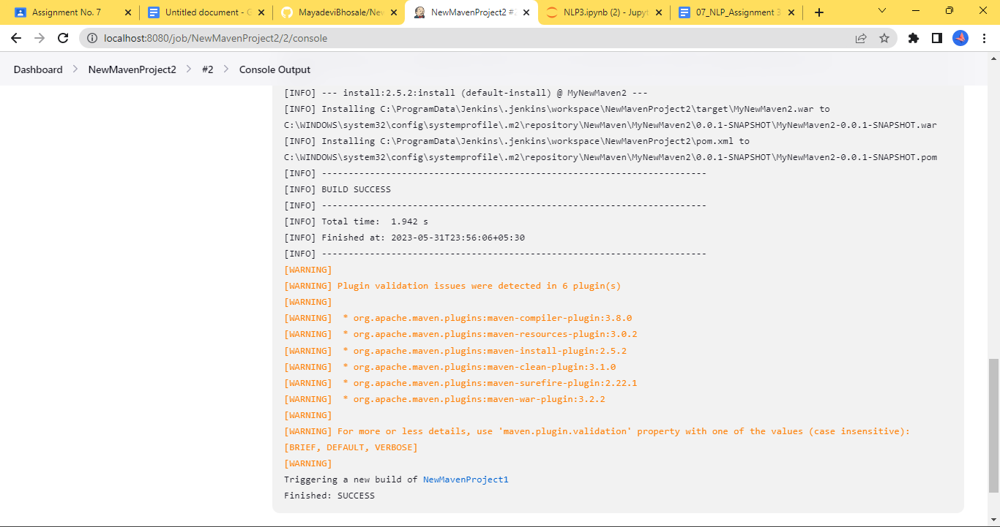 Assignment No. 7
Untitled document - G
MayadeviBhosale/New
NewMavenProject2 #2
NLP3.ipynb (2) - Jupyt
07_NLP_Assignment 3
localhost:8080/job/NewMavenProject2/2/console
Dashboard > NewMavenProject2 > #2 > Console Output
[INFO] --- install:2.5.2:install (default-install) @ MyNewMaven2 ---
[INFO] Installing C:\ProgramData\Jenkins\.jenkins\workspace\NewMavenProject2\target\MyNewMaven2.war to
C:\WINDOWS\system32\config\systemprofile\.m2\repository\NewMaven\MyNewMaven2\0.0.1-SNAPSHOT\MyNewMaven2-0.0.1-SNAPSHOT.war
[INFO] Installing C:\ProgramData\Jenkins\.jenkins\workspace\NewMavenProject2\pom.xml to
C:\WINDOWS\system32\config\systemprofile\.m2\repository\NewMaven\MyNewMaven2\0.0.1-SNAPSHOT\MyNewMaven2-0.0.1-SNAPSHOT.pom
[INFO] ------------------------------------------------------------------------
[INFO] BUILD SUCCESS
[INFO] ------------------------------------------------------------------------
[INFO] Total time:  1.942 s
[INFO] Finished at: 2023-05-31T23:56:06+05:30
[INFO] ------------------------------------------------------------------------
[WARNING]
[WARNING] Plugin validation issues were detected in 6 plugin(s)
[WARNING]
[WARNING]  * org.apache.maven.plugins:maven-compiler-plugin:3.8.0
[WARNING]  * org.apache.maven.plugins:maven-resources-plugin:3.0.2
[WARNING]  * org.apache.maven.plugins:maven-install-plugin:2.5.2
[WARNING]  * org.apache.maven.plugins:maven-clean-plugin:3.1.0
[WARNING]  * org.apache.maven.plugins:maven-surefire-plugin:2.22.1
[WARNING]  * org.apache.maven.plugins:maven-war-plugin:3.2.2
[WARNING]
[WARNING] For more or less details, use 'maven.plugin.validation' property with one of the values (case insensitive):
[BRIEF, DEFAULT, VERBOSE]
[WARNING]
Triggering a new build of NewMavenProject1
Finished: SUCCESS